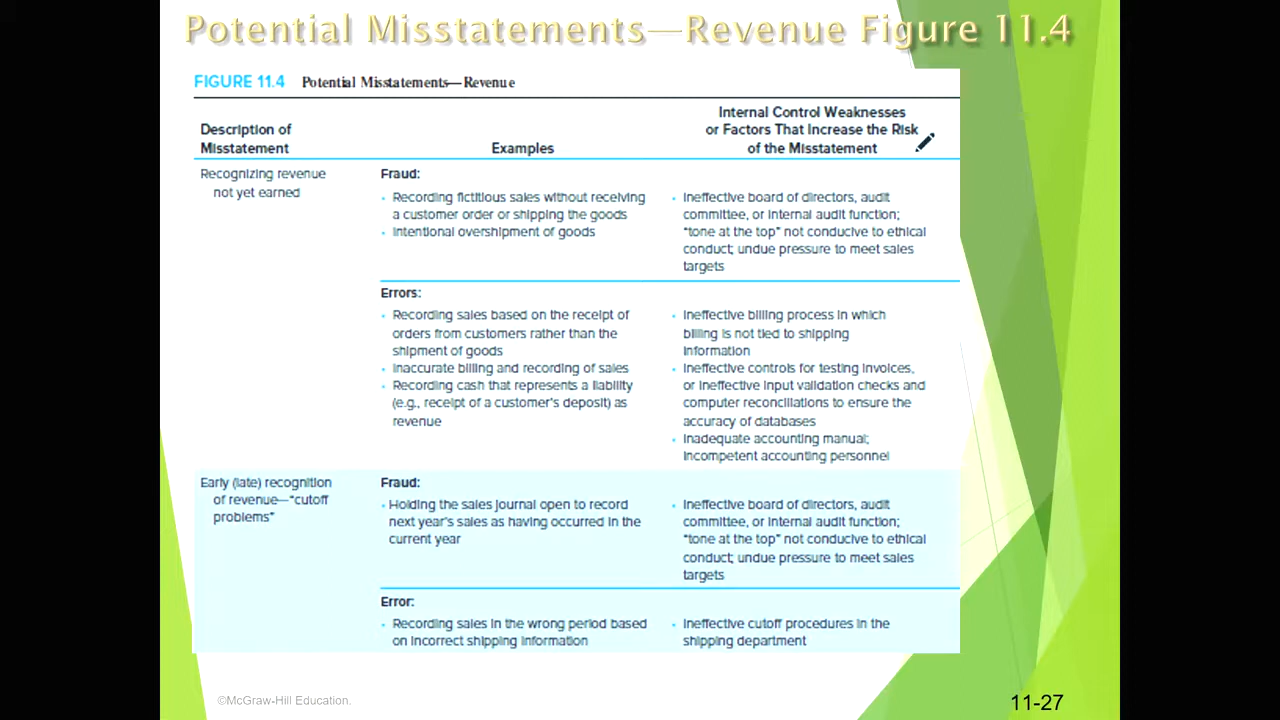 Potential Misstatements—Revenue Figure 11.4
FIGURE 11.4 Potential Misstatements—Revenue
Description of
Misstatement
Examples
Internal Control Weaknesses
or Factors That Increase the Risk
of the Misstatement
Recognizing revenue
not yet earned
Fraud:
• Recording fictitious sales without receiving
a customer order or shipping the goods
• Intentional overshipment of goods
• Ineffective board of directors, audit
committee, or internal audit function;
"tone at the top" not conducive to ethical
conduct; undue pressure to meet sales
targets
Errors:
• Recording sales based on the receipt of
orders from customers rather than the
shipment of goods
• Inaccurate billing and recording of sales
• Recording cash that represents a liability
(e.g., receipt of a customer's deposit) as
revenue
• Ineffective billing process in which
billing is not tied to shipping
information
• Ineffective controls for testing invoices,
or ineffective input validation checks and
computer reconciliations to ensure the
accuracy of databases
• Inadequate accounting manual;
incompetent accounting personnel
Early (late) recognition
of revenue—"cutoff
problems"
Fraud:
• Holding the sales journal open to record
next year's sales as having occurred in the
current year
• Ineffective board of directors, audit
committee, or internal audit function;
"tone at the top" not conducive to ethical
conduct; undue pressure to meet sales
targets
Error:
• Recording sales in the wrong period based
on incorrect shipping information
• Ineffective cutoff procedures in the
shipping department
©McGraw-Hill Education.
11-27